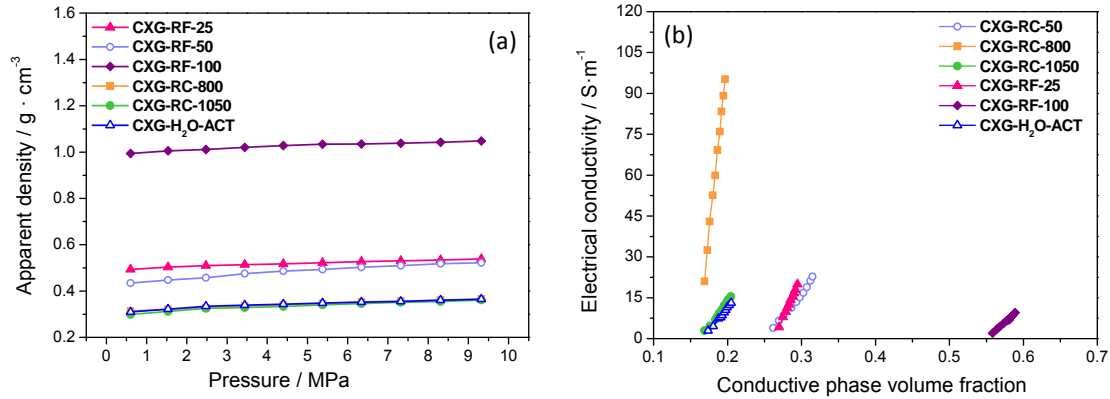 (a)
CXG-RF-25
CXG-RF-50
CXG-RF-100
CXG-RC-800
CXG-RC-1050
CXG-H₂O-ACT
Apparent density / g · cm⁻³
1.6
1.4
1.2
1.0
0.8
0.6
0.4
0.2
0 1 2 3 4 5 6 7 8 9 10
Pressure / MPa
(b)
CXG-RC-50
CXG-RC-800
CXG-RC-1050
CXG-RF-25
CXG-RF-100
CXG-H₂O-ACT
Electrical conductivity / S·m⁻¹
120
105
90
75
60
45
30
15
0
0.1 0.2 0.3 0.4 0.5 0.6 0.7
Conductive phase volume fraction